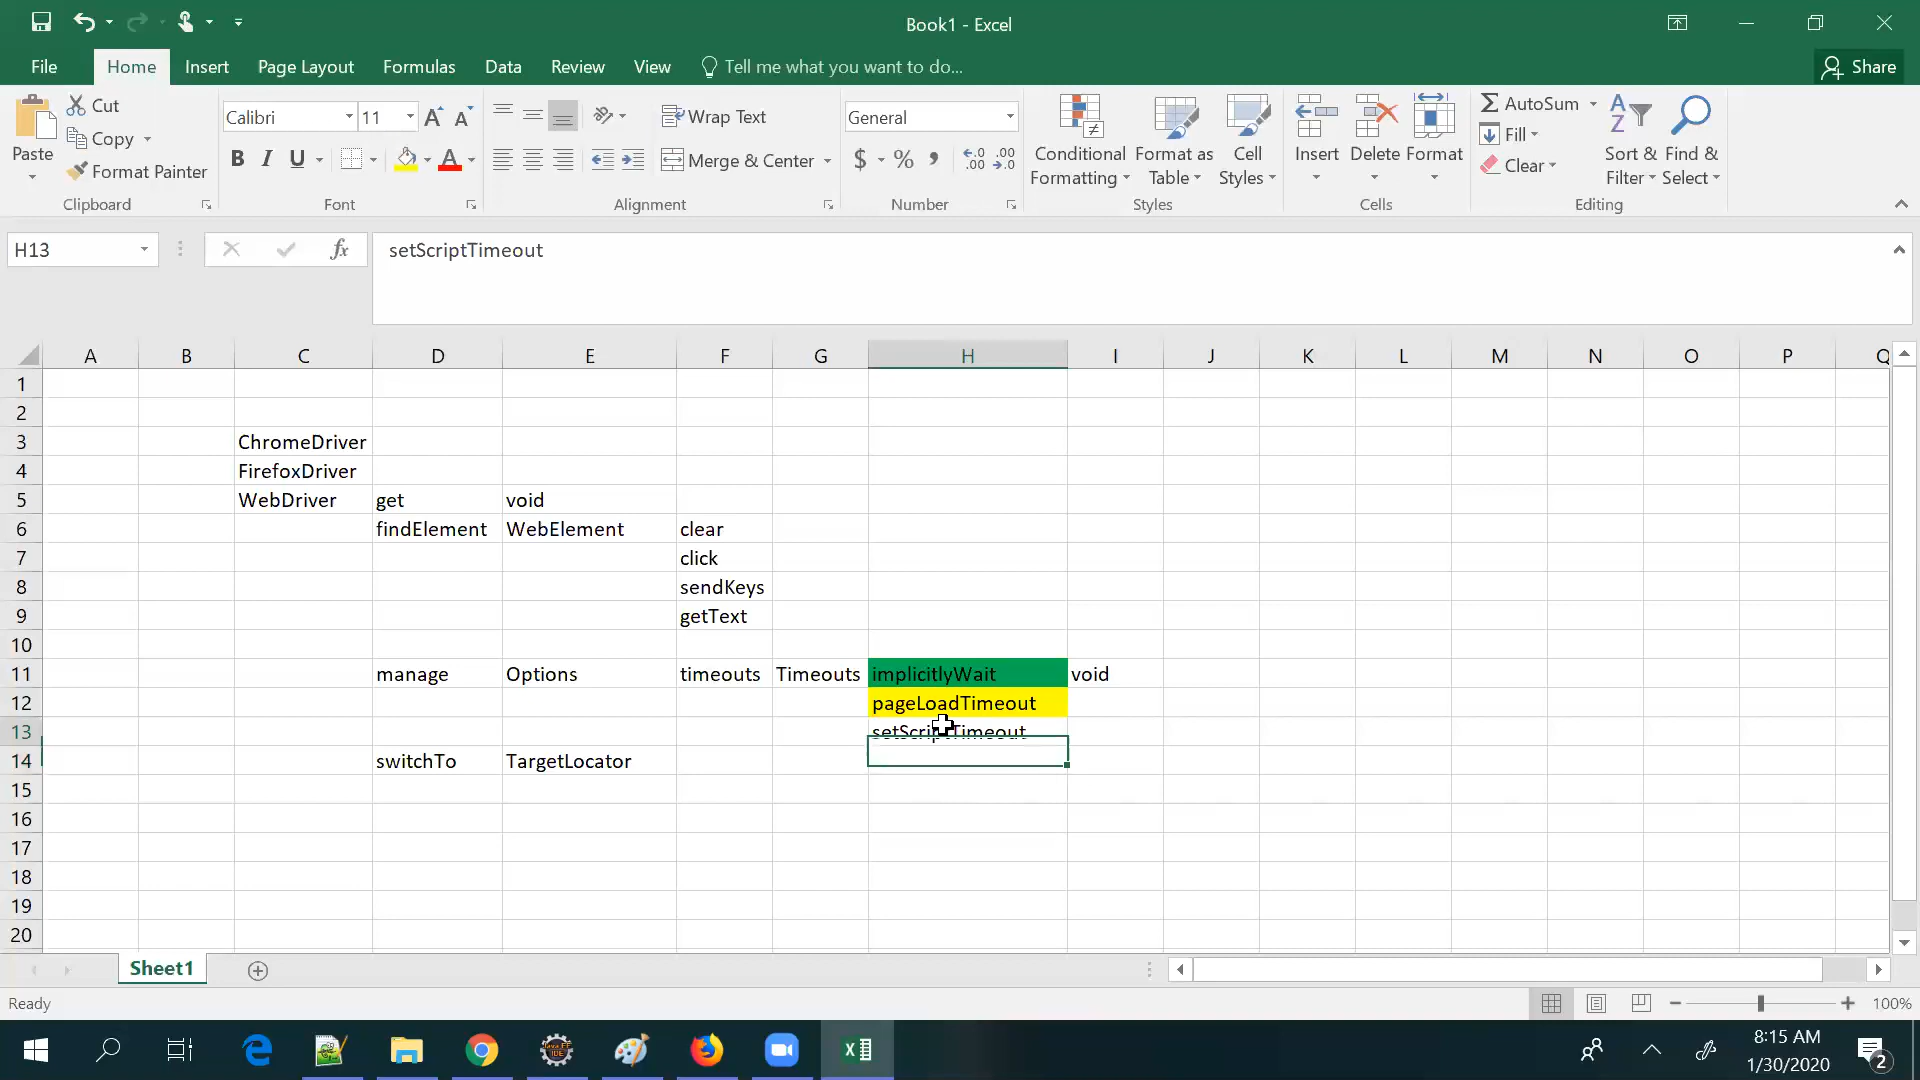 Book1 - Excel
File Home Insert Page Layout Formulas Data Review View Tell me what you want to do... Share
Paste
Cut
Copy
Format Painter
Clipboard
Calibri 11
B I U
Font
Wrap Text
Merge & Center
Alignment
General
$ % ,
Number
Conditional Formatting
Format as Table
Cell Styles
Styles
Insert Delete Format
Cells
AutoSum
Fill
Clear
Sort & Filter
Find & Select
Editing
H13 fx setScriptTimeout
A B C D E F G H I J K L M N O P Q
1
2
3 ChromeDriver
4 FirefoxDriver
5 WebDriver get void
6 findElement WebElement clear
7 click
8 sendKeys
9 getText
10
11 manage Options timeouts Timeouts implicitlyWait void
12 pageLoadTimeout
13 setScriptTimeout
14 switchTo TargetLocator
15
16
17
18
19
20
Sheet1
Ready 100%
8:15 AM
1/30/2020
2